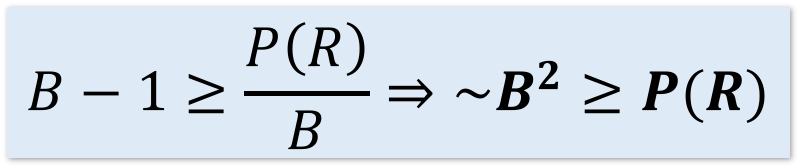 B − 1 ≥ P(R)/B ⇒ ~B² ≥ P(R)